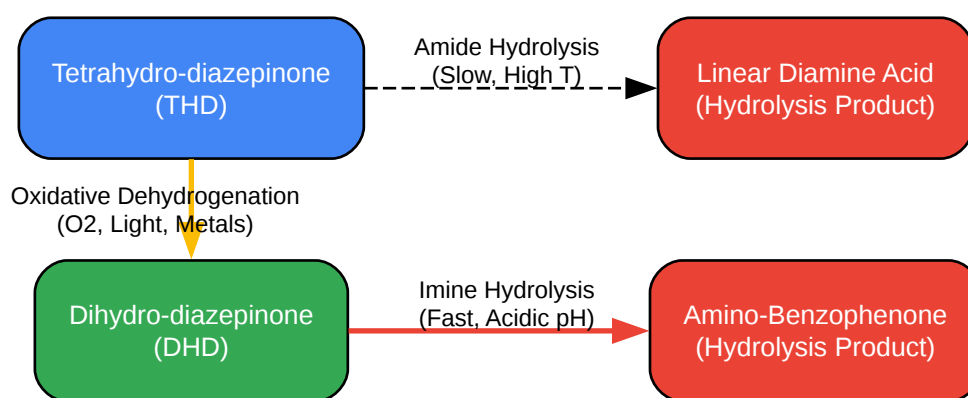 Tetrahydro-diazepinone
(THD)
Amide Hydrolysis
(Slow, High T)
Linear Diamine Acid
(Hydrolysis Product)
Oxidative Dehydrogenation
(O2, Light, Metals)
Dihydro-diazepinone
(DHD)
Imine Hydrolysis
(Fast, Acidic pH)
Amino-Benzophenone
(Hydrolysis Product)